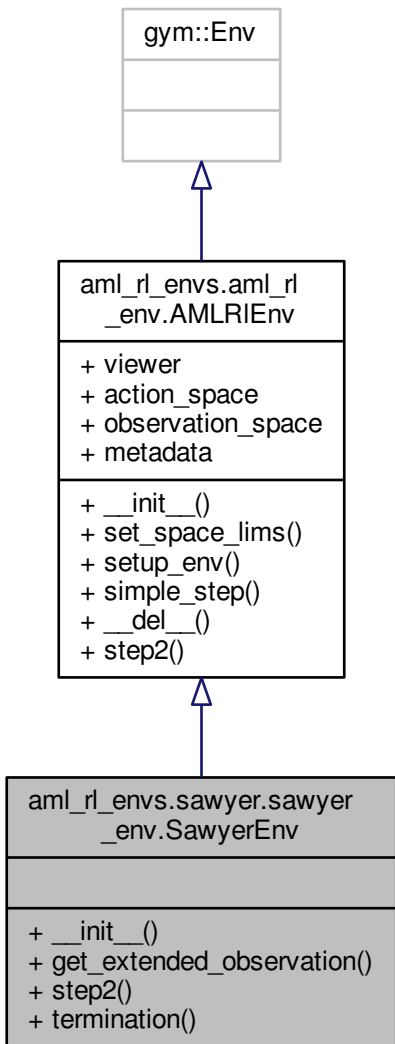 gym::Env
aml_rl_envs.aml_rl
_env.AMLRlEnv
+ viewer
+ action_space
+ observation_space
+ metadata
+ __init__()
+ set_space_lims()
+ setup_env()
+ simple_step()
+ __del__()
+ step2()
aml_rl_envs.sawyer.sawyer
_env.SawyerEnv
+ __init__()
+ get_extended_observation()
+ step2()
+ termination()